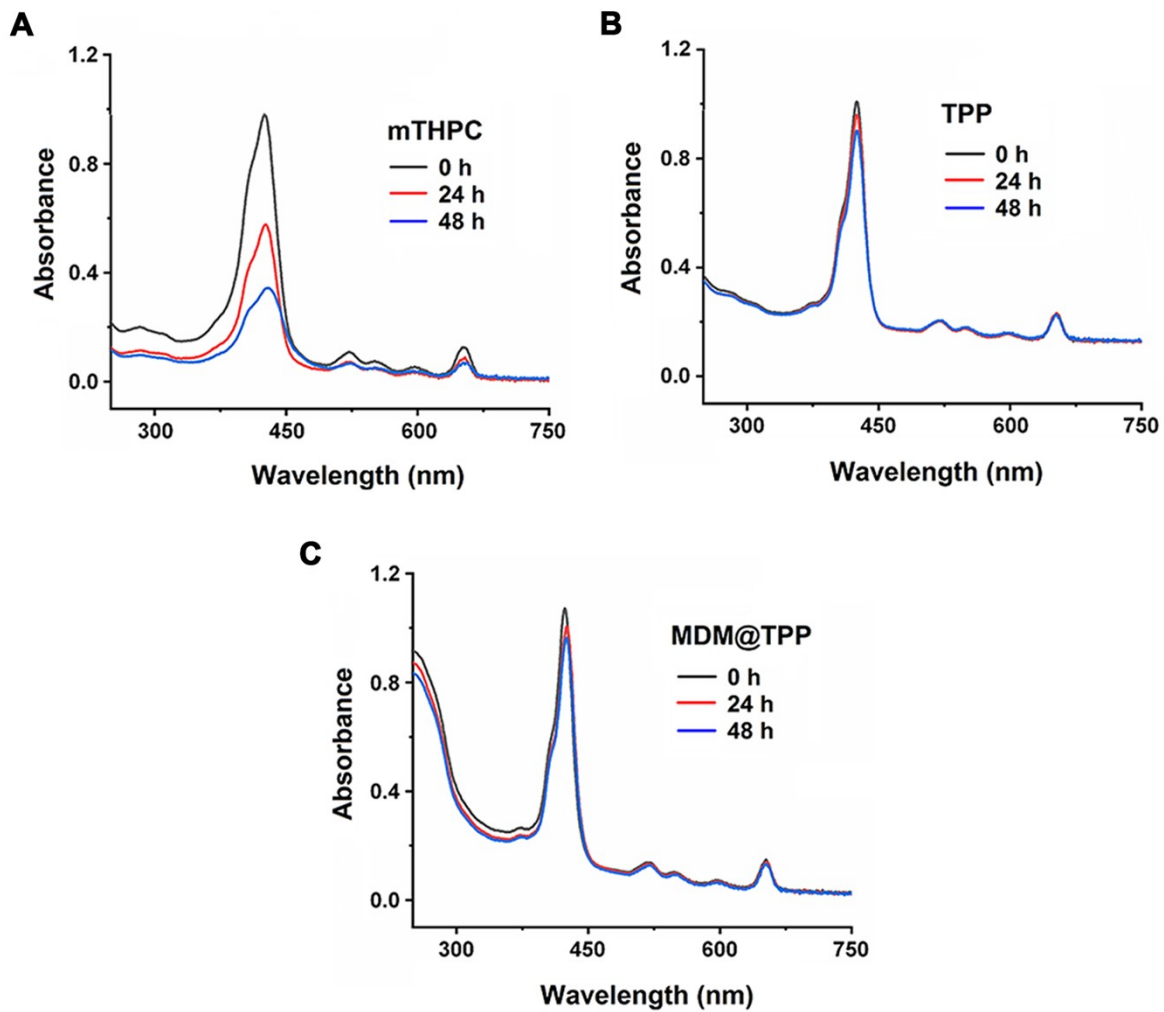 A
1.2
0.8
0.4
0.0
Absorbance
mTHPC
0 h
24 h
48 h
300 450 600 750
Wavelength (nm)
B
1.2
0.8
0.4
0.0
Absorbance
TPP
0 h
24 h
48 h
300 450 600 750
Wavelength (nm)
C
1.2
0.8
0.4
0.0
Absorbance
MDM@TPP
0 h
24 h
48 h
300 450 600 750
Wavelength (nm)